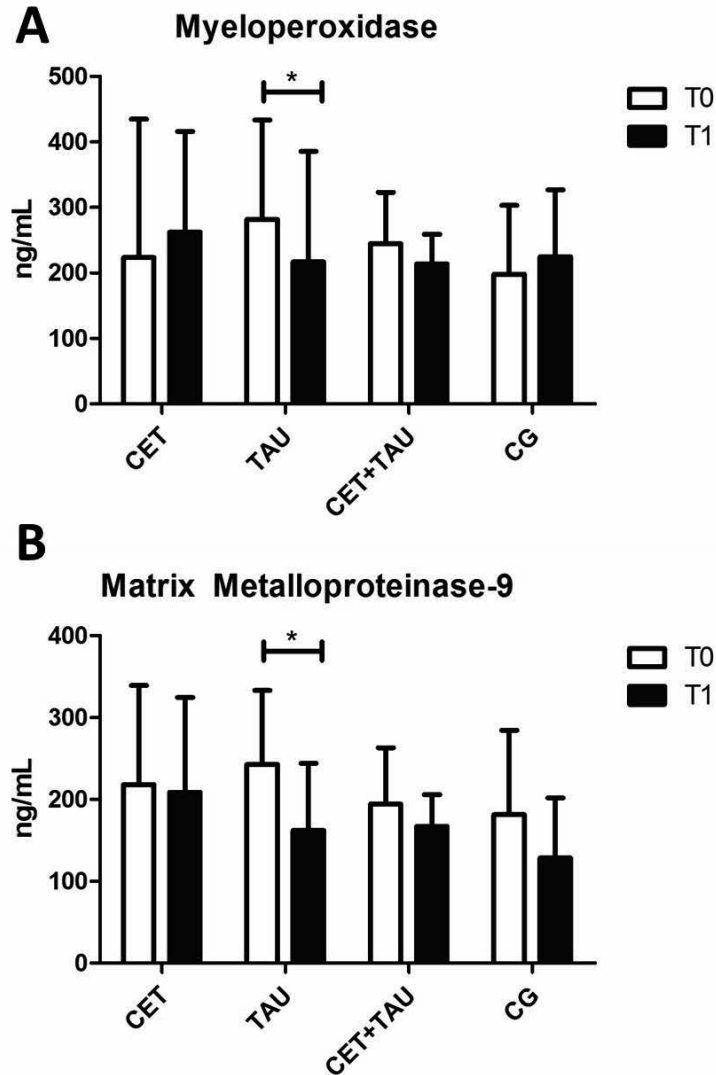 A
Myeloperoxidase
500
400
300
200
100
0
ng/mL
*
T0
T1
CET
TAU
CET+TAU
CG
B
Matrix Metalloproteinase-9
400
300
200
100
0
ng/mL
*
T0
T1
CET
TAU
CET+TAU
CG